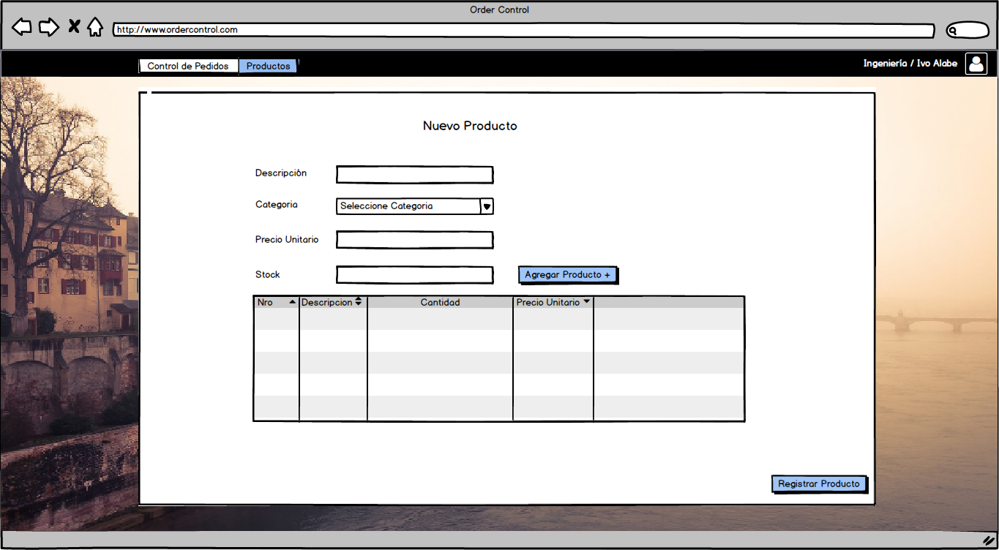 Order Control
http://www.ordercontrol.com
Control de Pedidos Productos Ingeniería / Ivo Alabe
Nuevo Producto
Descripción
Categoria Seleccione Categoria
Precio Unitario
Stock Agregar Producto +
Nro Descripcion Cantidad Precio Unitario
Registrar Producto